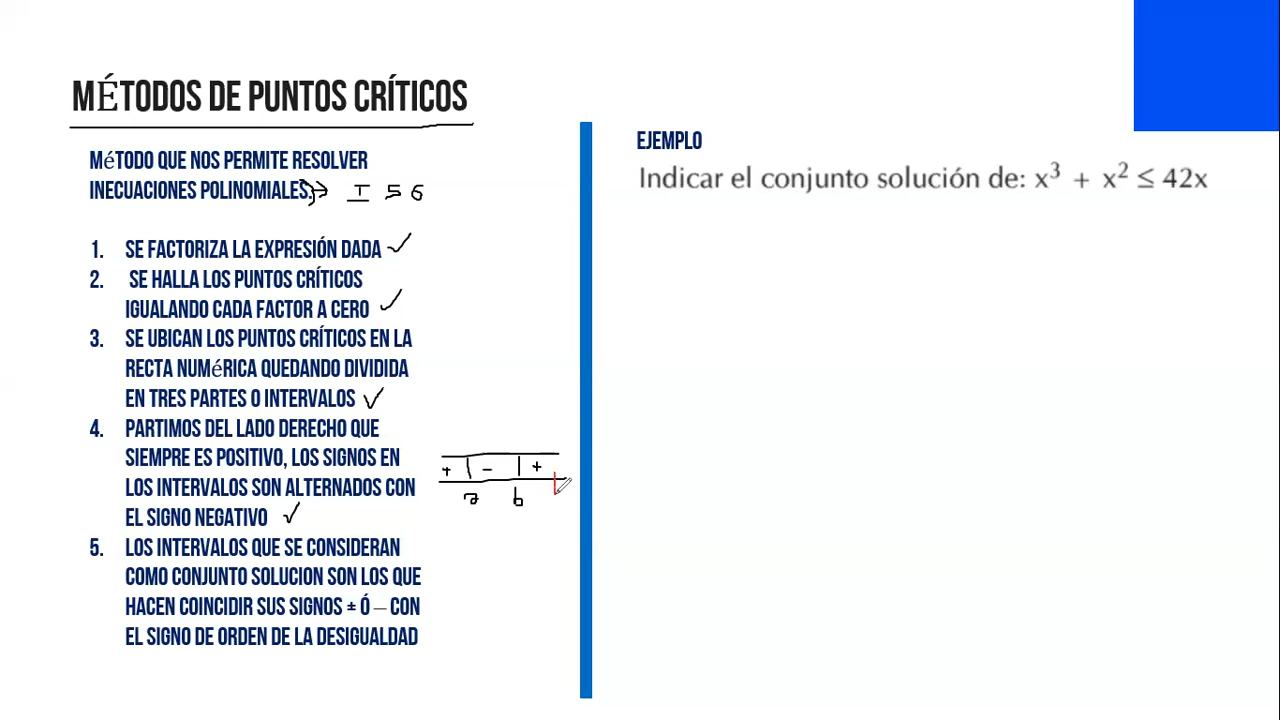 MÉTODOS DE PUNTOS CRÍTICOS
MéTODO QUE NOS PERMITE RESOLVER
INECUACIONES POLINOMIALES.
I 5 6
1. SE FACTORIZA LA EXPRESIÓN DADA
2. SE HALLA LOS PUNTOS CRÍTICOS
IGUALANDO CADA FACTOR A CERO
3. SE UBICAN LOS PUNTOS CRÍTICOS EN LA
RECTA NUMéRICA QUEDANDO DIVIDIDA
EN TRES PARTES O INTERVALOS
4. PARTIMOS DEL LADO DERECHO QUE
SIEMPRE ES POSITIVO, LOS SIGNOS EN
LOS INTERVALOS SON ALTERNADOS CON
EL SIGNO NEGATIVO
+ | - | +
a b
5. LOS INTERVALOS QUE SE CONSIDERAN
COMO CONJUNTO SOLUCION SON LOS QUE
HACEN COINCIDIR SUS SIGNOS + Ó – CON
EL SIGNO DE ORDEN DE LA DESIGUALDAD
EJEMPLO
Indicar el conjunto solución de: x³ + x² ≤ 42x